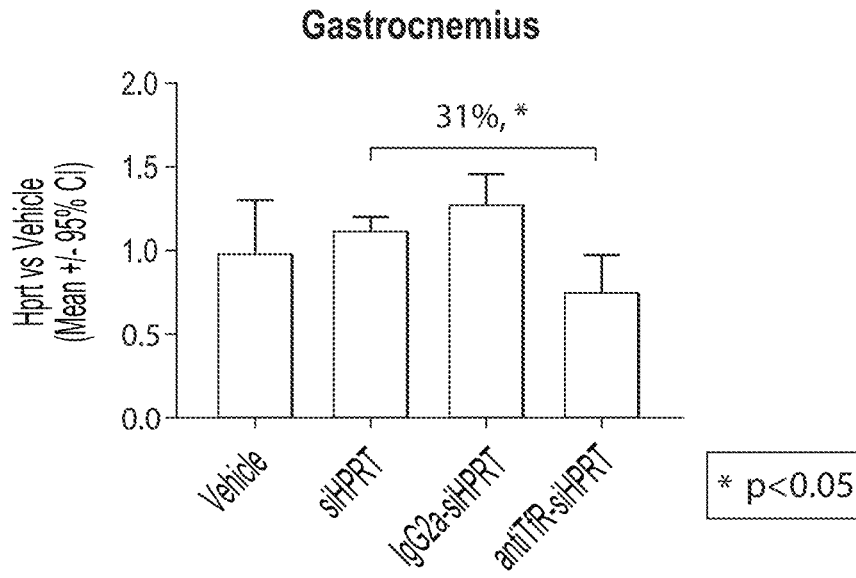 Gastrocnemius
Hprt vs Vehicle
(Mean +/- 95% CI)
2.0
1.5
1.0
0.5
0.0
31%, *
Vehicle
siHPRT
IgG2a-siHPRT
antiTfR-siHPRT
* p<0.05